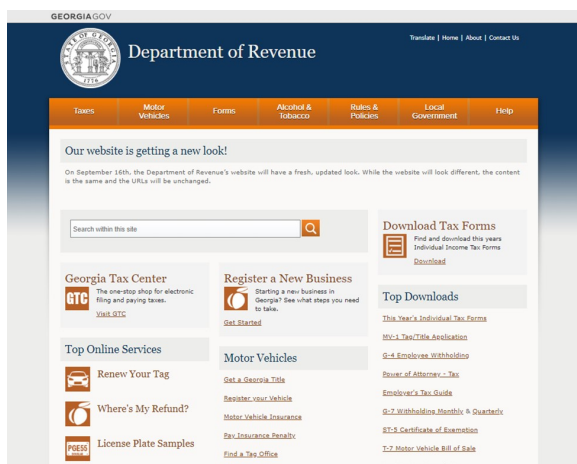 GEORGIAGOV
STATE OF GEORGIA
1776
Department of Revenue
Translate | Home | About | Contact Us
Taxes
Motor
Vehicles
Forms
Alcohol &
Tobacco
Rules &
Policies
Local
Government
Help
Our website is getting a new look!
On September 16th, the Department of Revenue's website will have a fresh, updated look. While the website will look different, the content
is the same and the URLs will be unchanged.
Search within this site
Georgia Tax Center
GTC
The one-stop shop for electronic
filing and paying taxes.
Visit GTC
Register a New Business
Starting a new business in
Georgia? See what steps you need
to take.
Get Started
Download Tax Forms
Find and download this years
Individual Income Tax Forms
Download
Top Online Services
Renew Your Tag
Where's My Refund?
PGE55
License Plate Samples
Motor Vehicles
Get a Georgia Title
Register your Vehicle
Motor Vehicle Insurance
Pay Insurance Penalty
Find a Tag Office
Top Downloads
This Year's Individual Tax Forms
MV-1 Tag/Title Application
G-4 Employee Withholding
Power of Attorney - Tax
Employer's Tax Guide
G-7 Withholding Monthly & Quarterly
ST-5 Certificate of Exemption
T-7 Motor Vehicle Bill of Sale